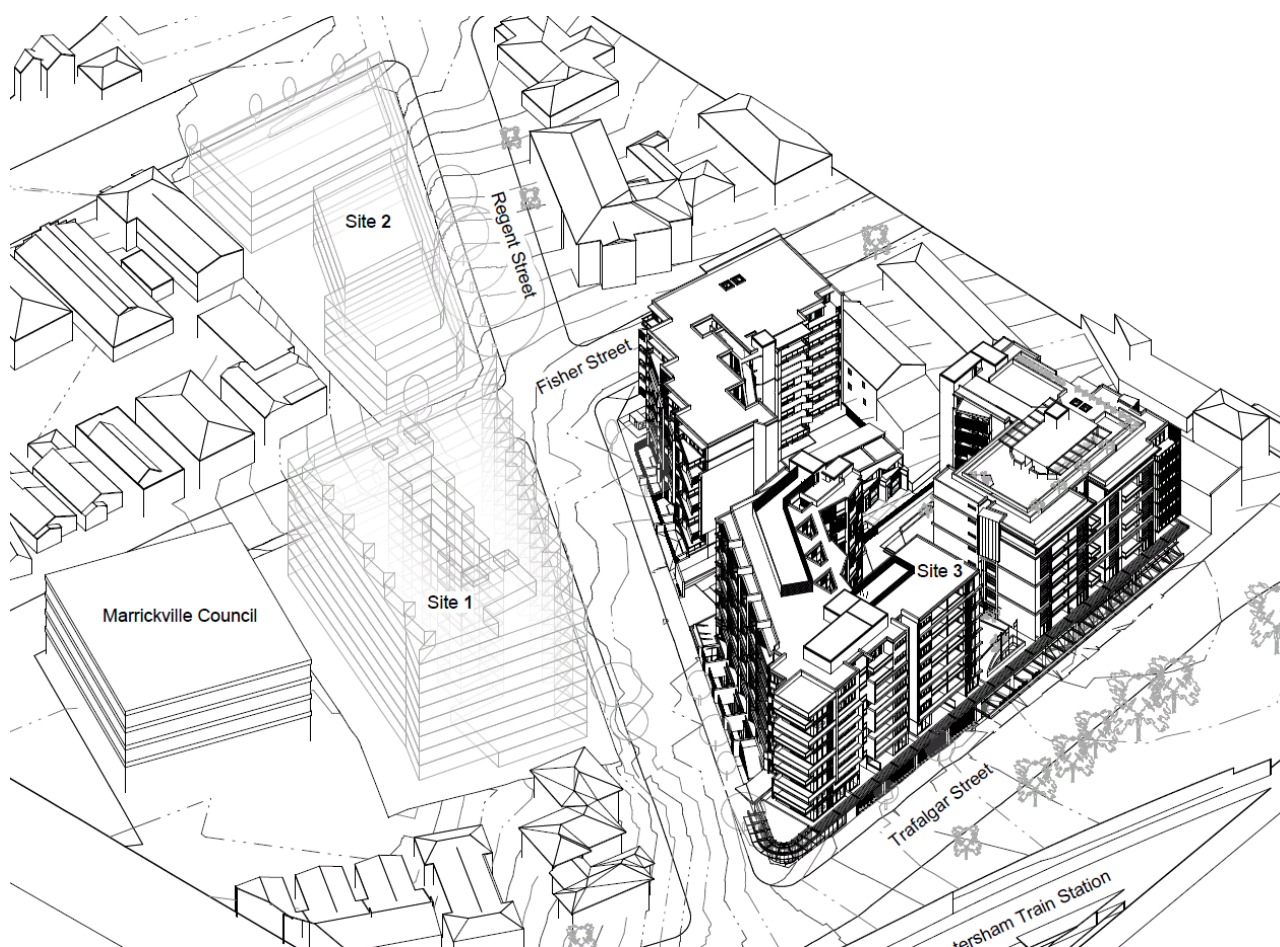 Site 2
Regent Street
Fisher Street
Site 3
Site 1
Marrickville Council
Trafalgar Street
tersham Train Station